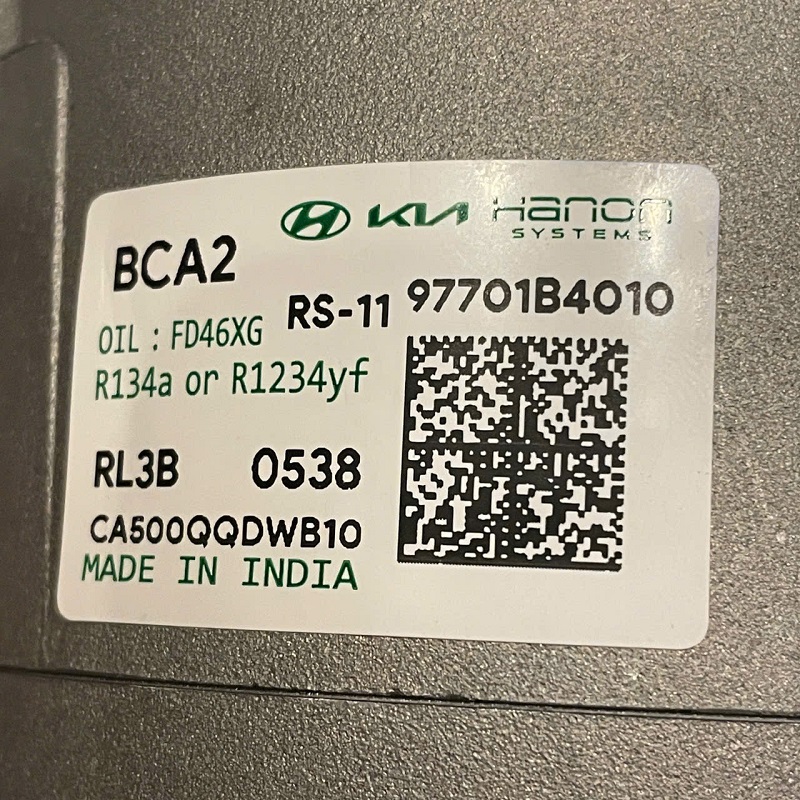 KIA Hanon
SYSTEMS
BCA2
RS-11 97701B4010
OIL : FD46XG
R134a or R1234yf
RL3B 0538
CA500QQDWB10
MADE IN INDIA